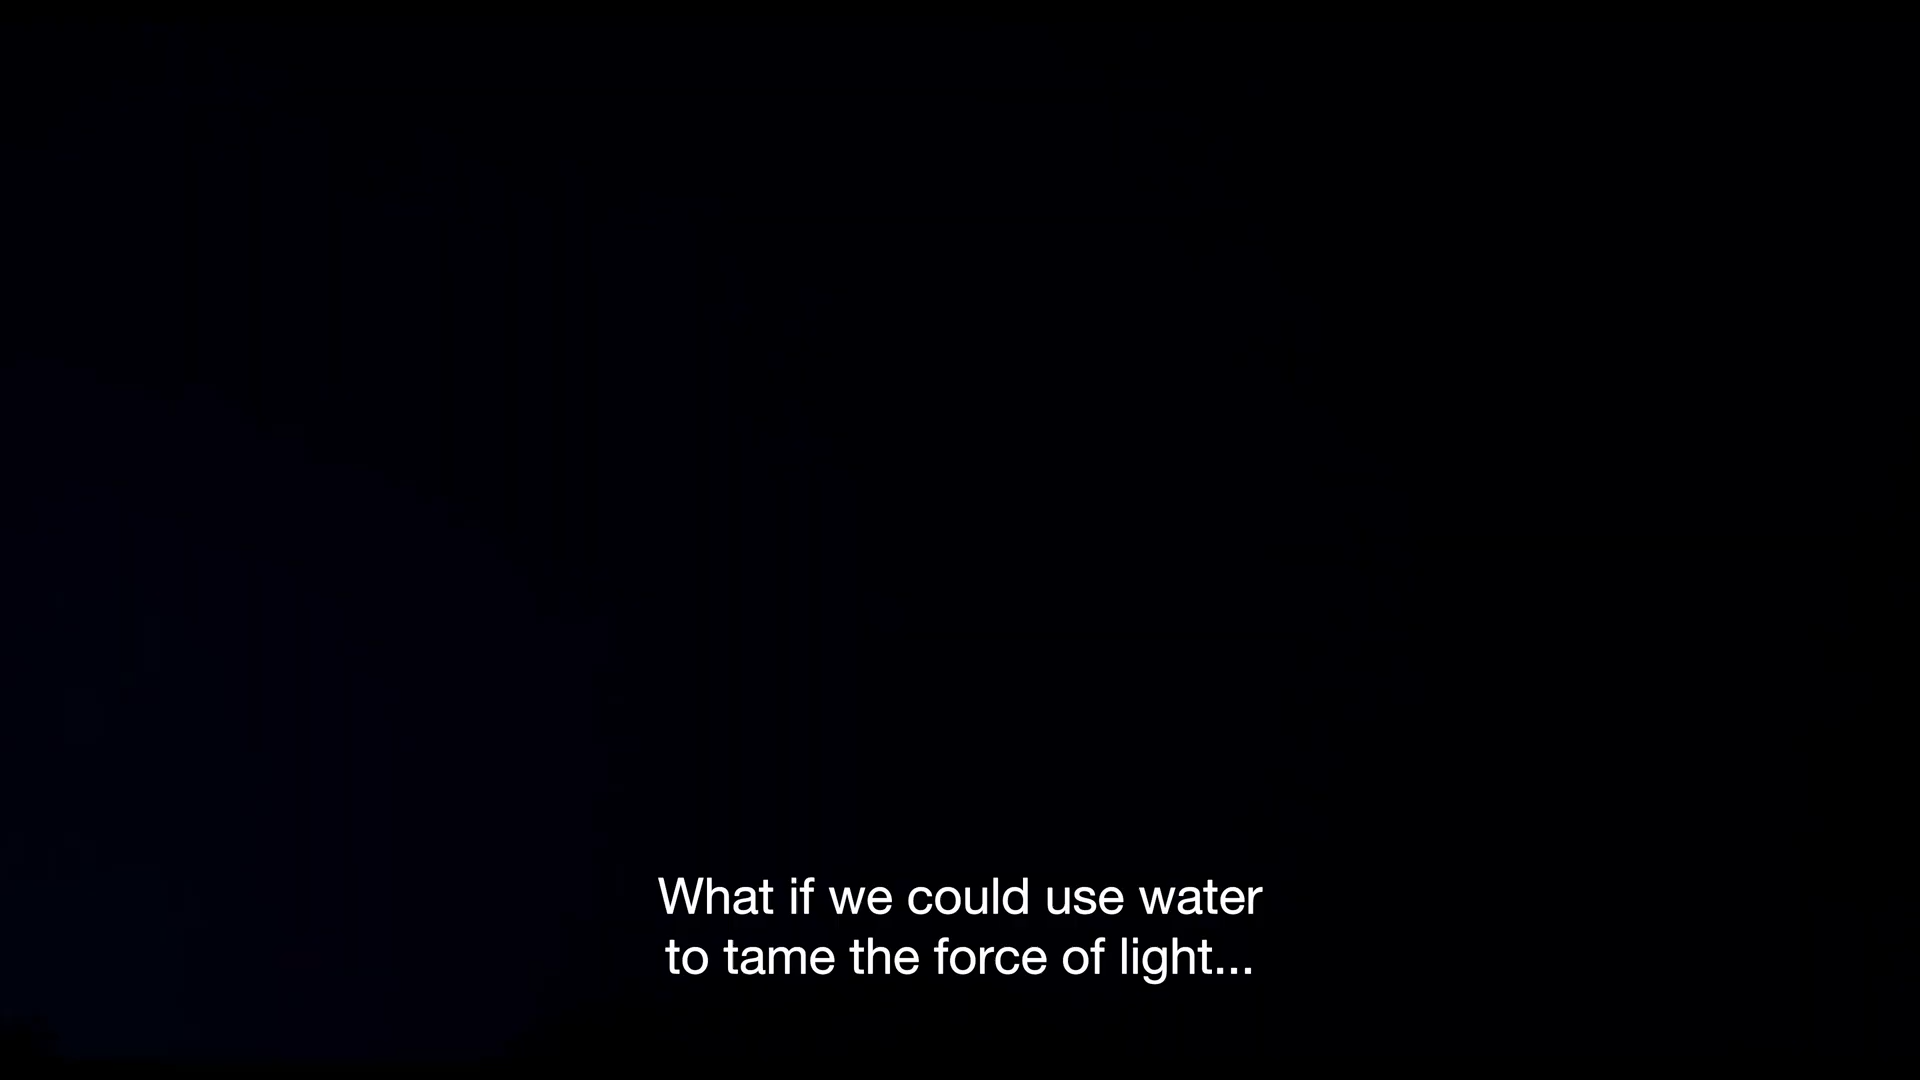 What if we could use water
to tame the force of light...